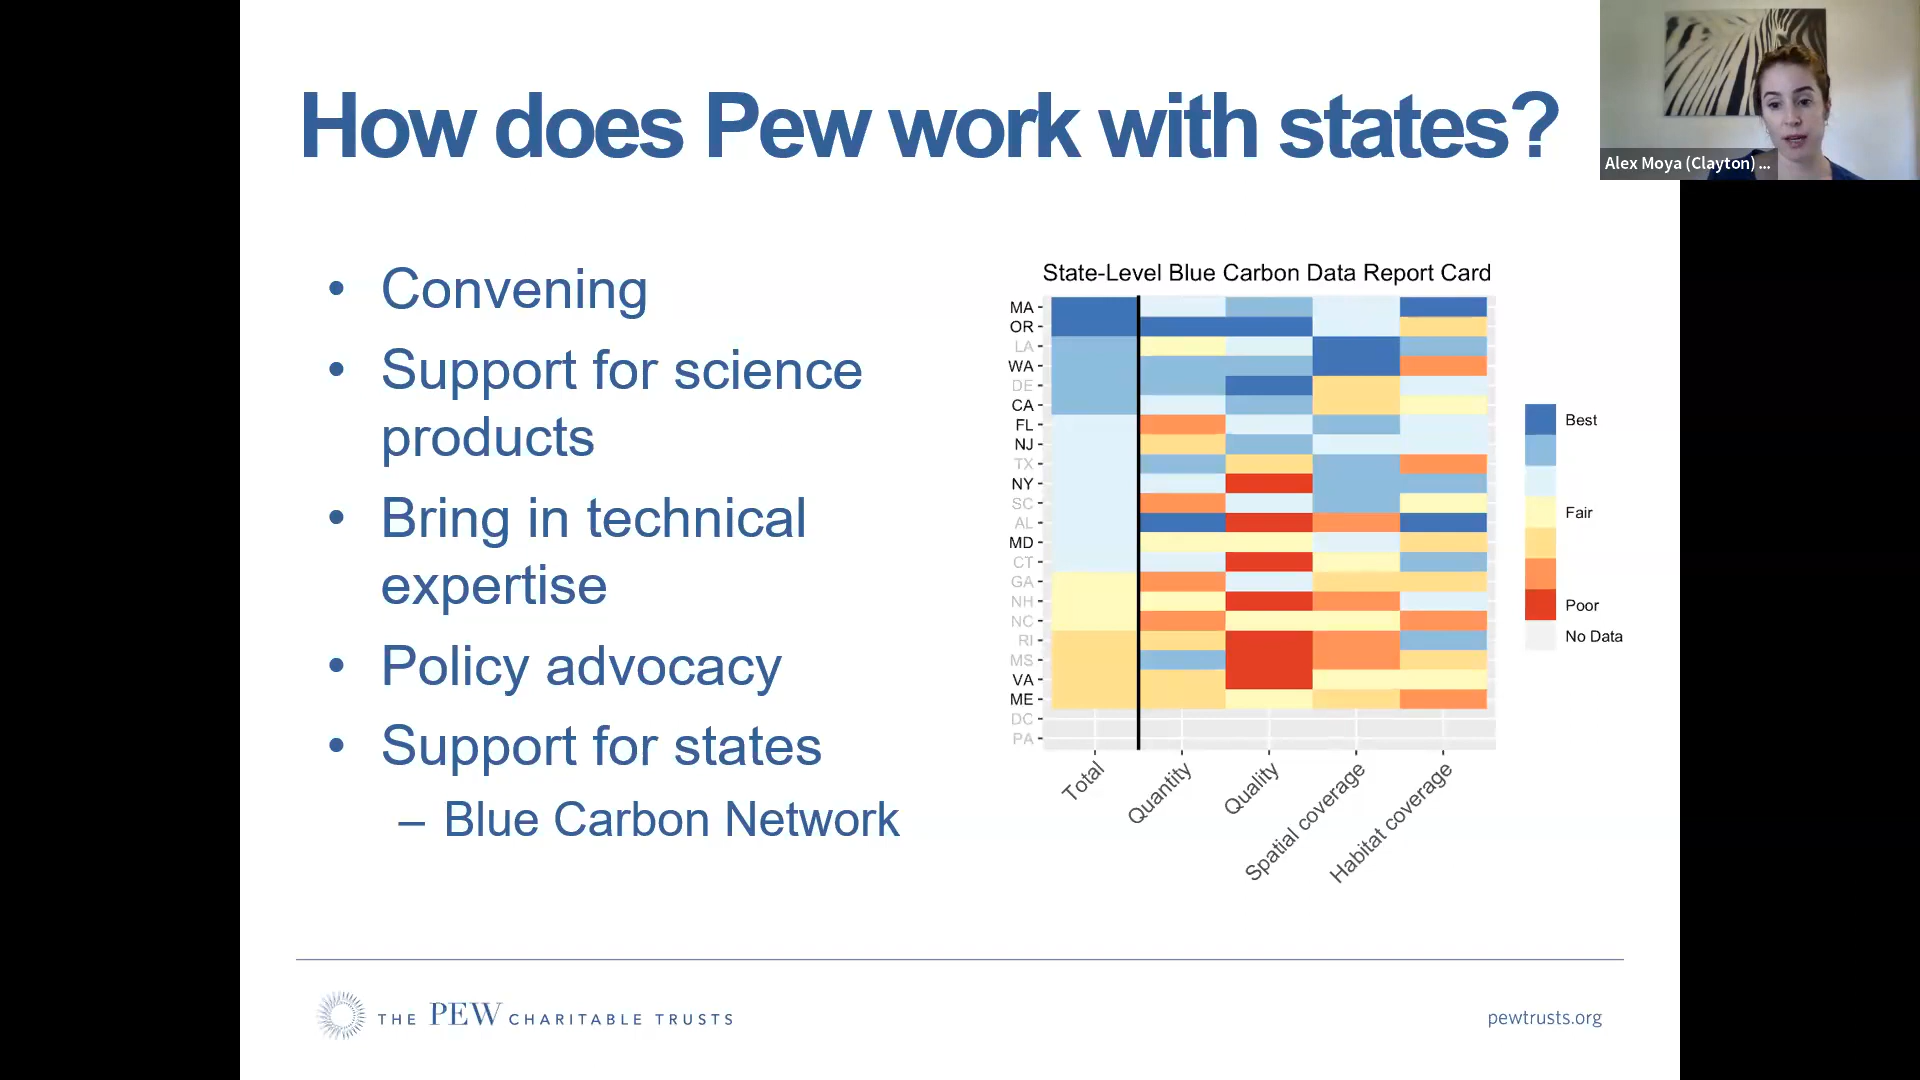 How does Pew work with states?
Alex Moya (Clayton) ...
• Convening
• Support for science
products
• Bring in technical
expertise
• Policy advocacy
• Support for states
– Blue Carbon Network
State-Level Blue Carbon Data Report Card
MA
OR
LA
WA
DE
CA
FL
NJ
TX
NY
SC
AL
MD
CT
GA
NH
NC
RI
MS
VA
ME
DC
PA
Total
Quantity
Quality
Spatial coverage
Habitat coverage
Best
Fair
Poor
No Data
THE PEW CHARITABLE TRUSTS
pewtrusts.org